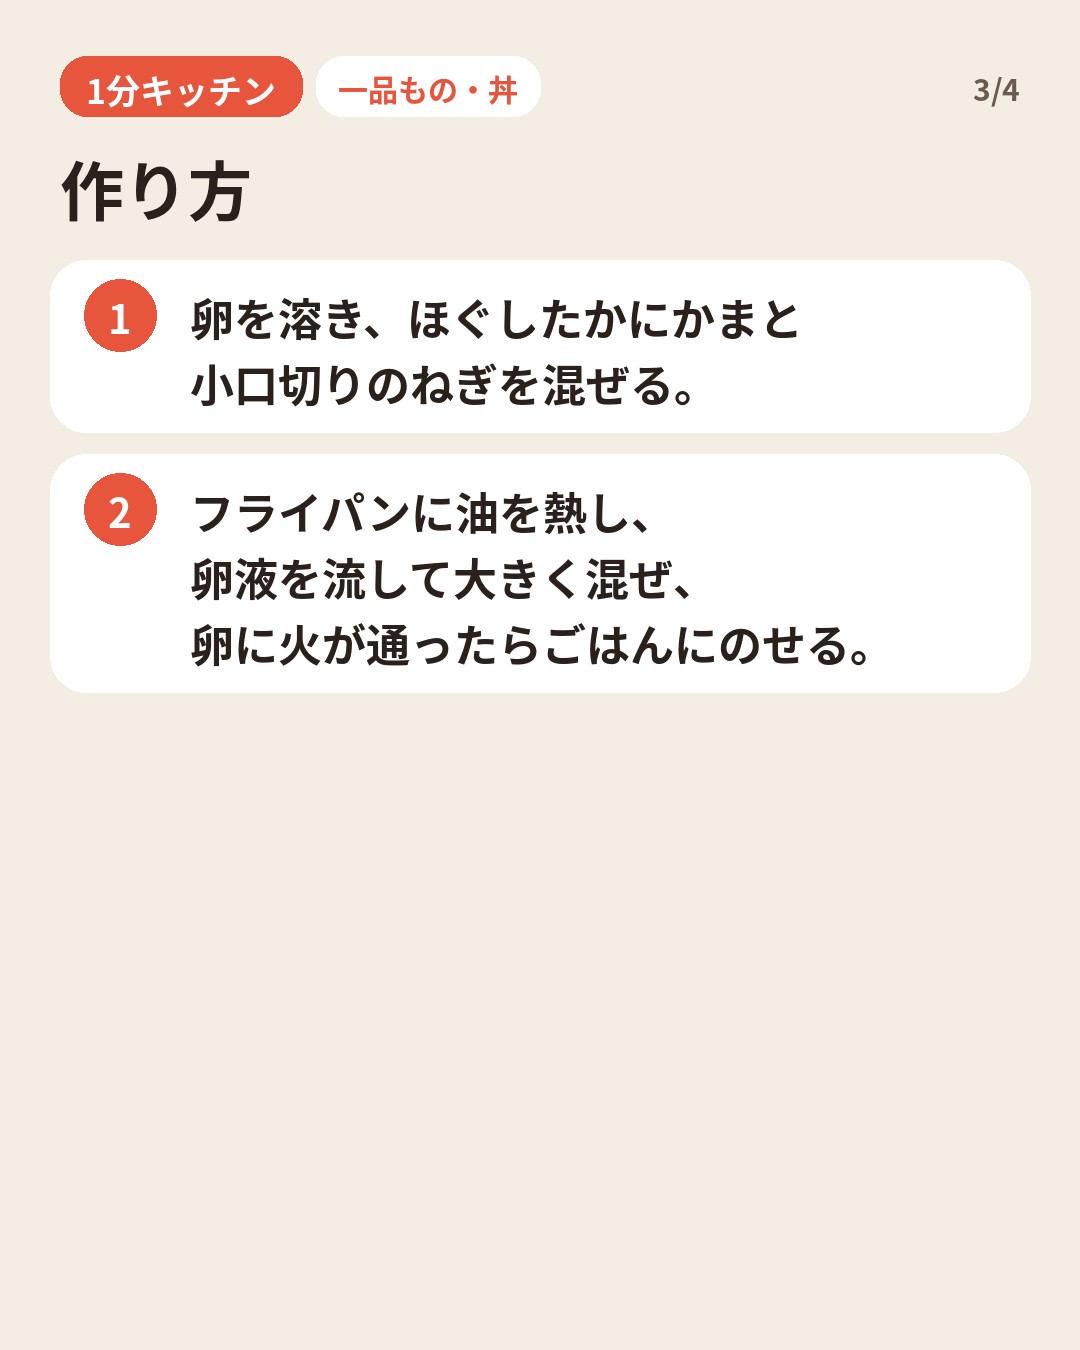 1分キッチン
一品もの・丼
3/4
作り方
1
卵を溶き、ほぐしたかにかまと
小口切りのねぎを混ぜる。
2
フライパンに油を熱し、
卵液を流して大きく混ぜ、
卵に火が通ったらごはんにのせる。